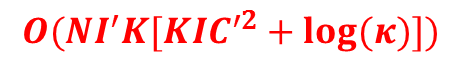 O(NI′K[KIC′² + log(κ)])